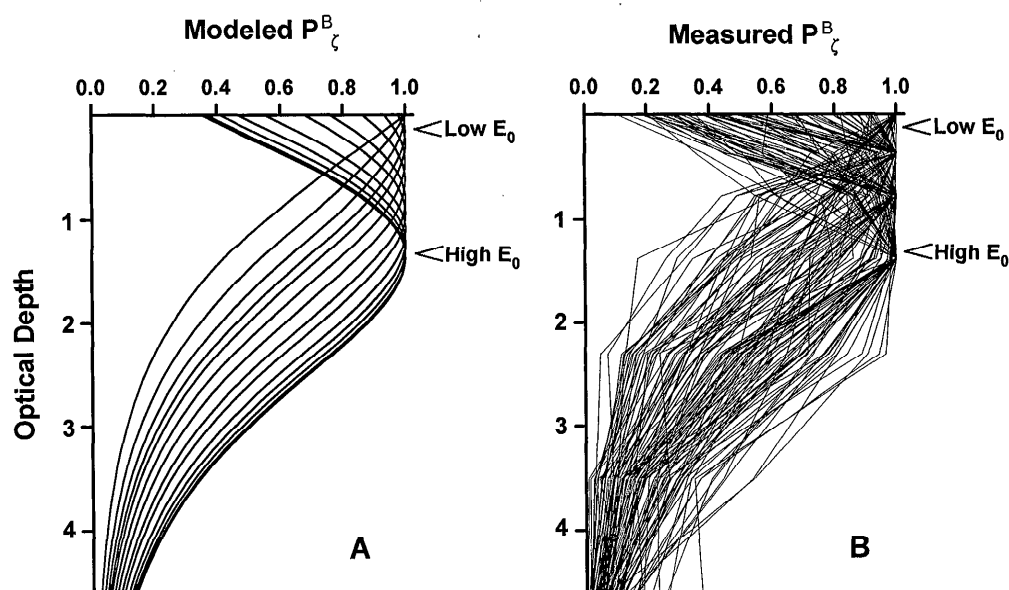 Modeled P^B_ζ
0.0 0.2 0.4 0.6 0.8 1.0
Low E₀
High E₀
Optical Depth
1
2
3
4
A
Measured P^B_ζ
0.0 0.2 0.4 0.6 0.8 1.0
Low E₀
High E₀
1
2
3
4
B